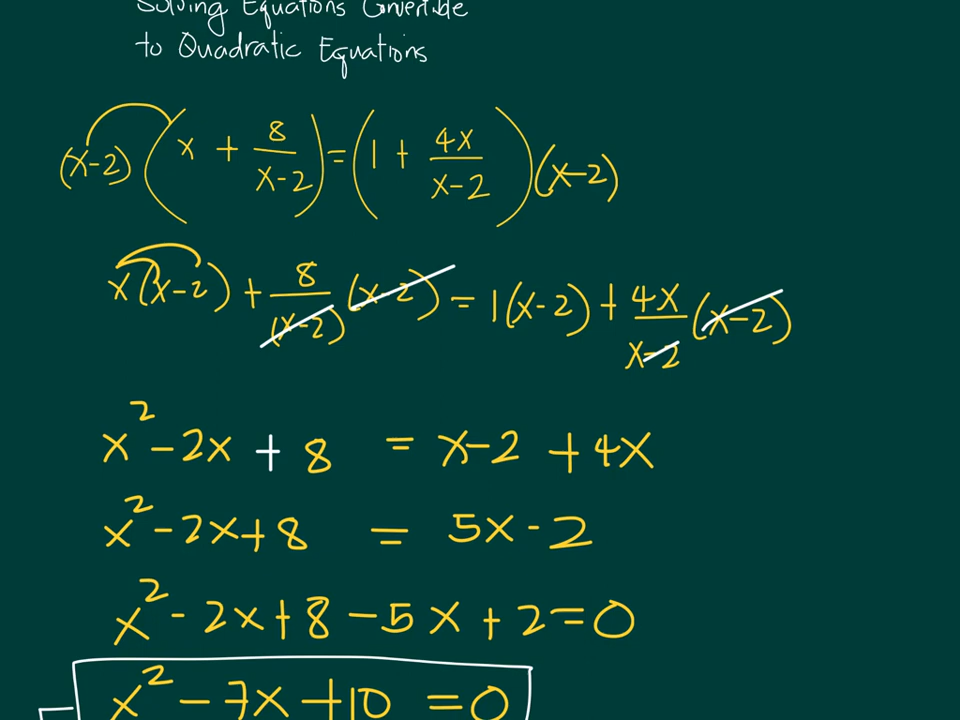 Solving Equations Convertible
to Quadratic Equations
(x-2) (x + 8/(x-2)) = (1 + 4x/(x-2)) (x-2)
x(x-2) + 8/(x-2) (x-2) = 1(x-2) + 4x/(x-2) (x-2)
x² - 2x + 8 = x-2 + 4x
x² - 2x + 8 = 5x - 2
x² - 2x + 8 - 5x + 2 = 0
x² - 7x + 10 = 0